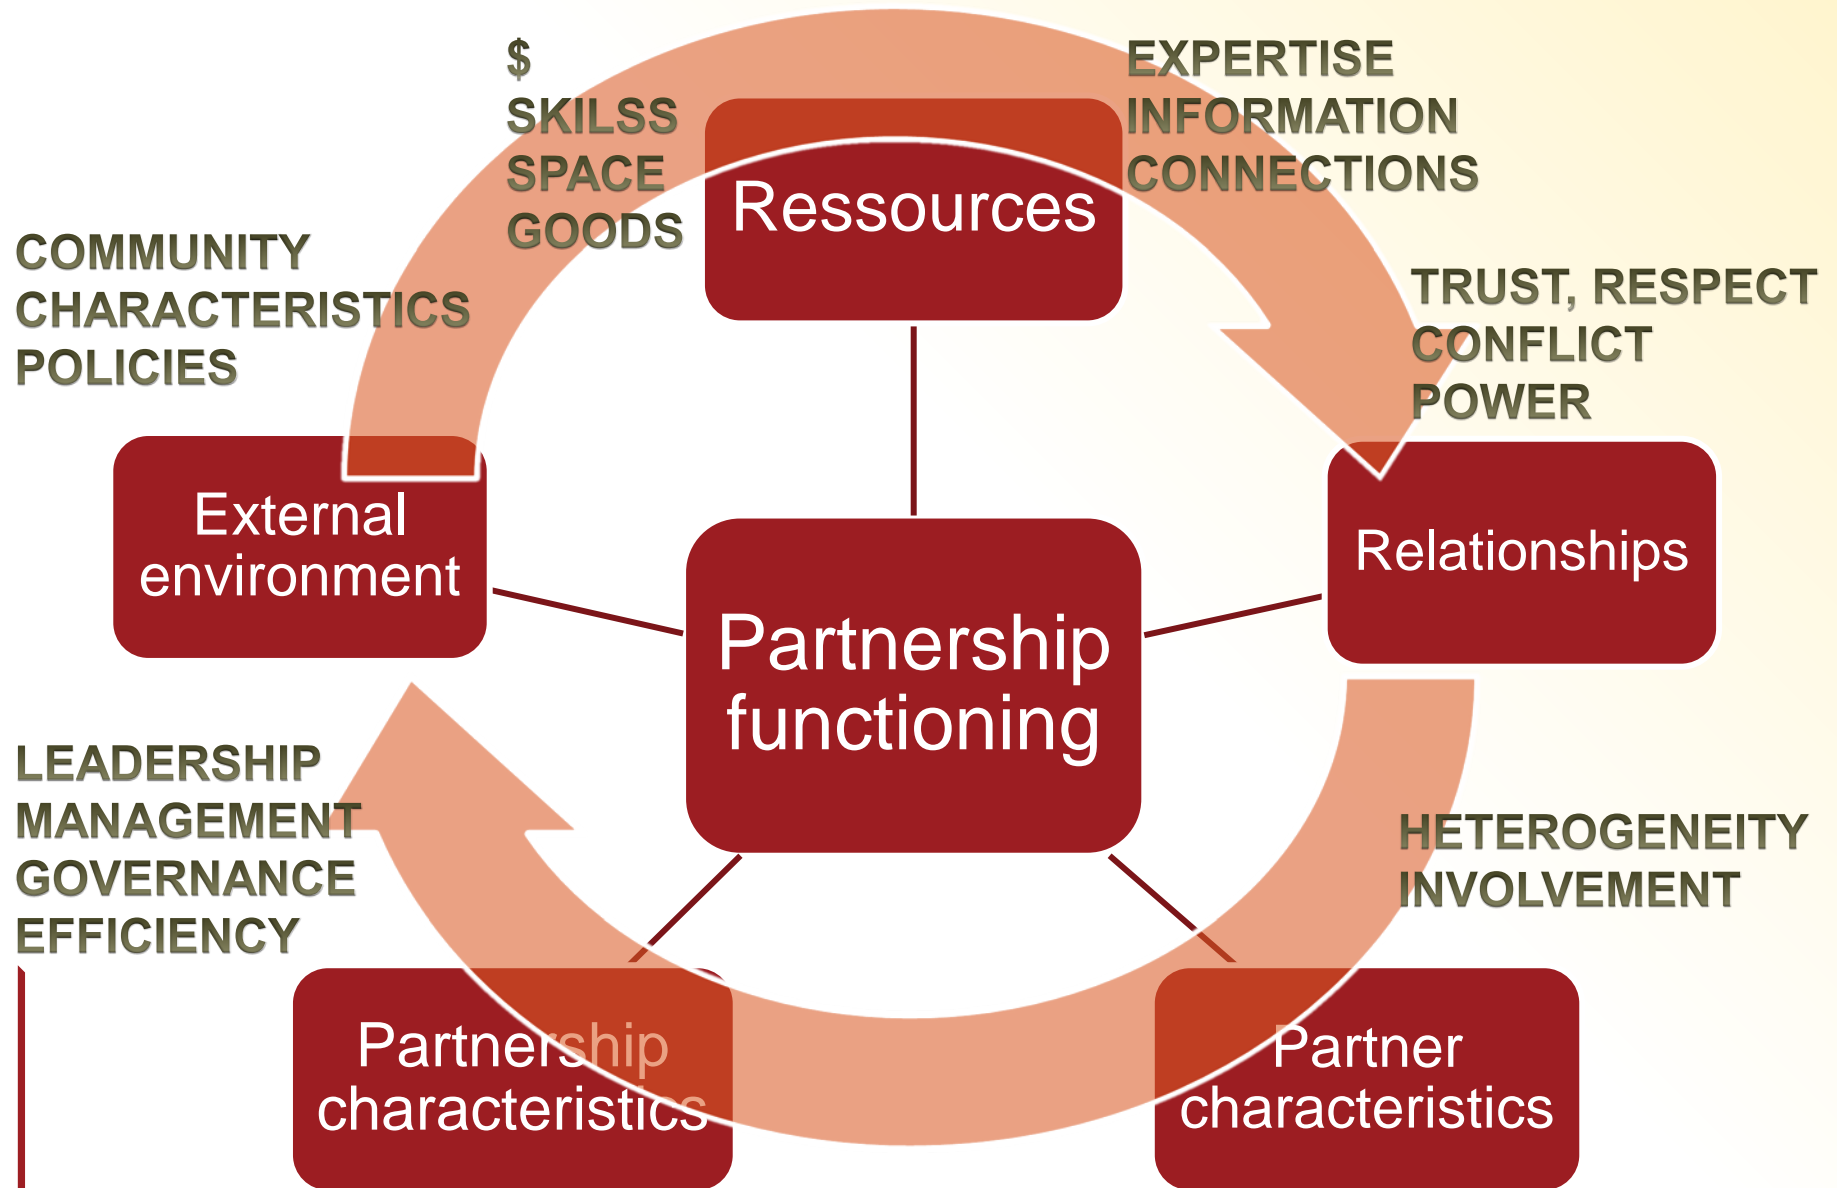 $
SKILSS
SPACE
GOODS
EXPERTISE
INFORMATION
CONNECTIONS
Ressources
COMMUNITY
CHARACTERISTICS
POLICIES
TRUST, RESPECT
CONFLICT
POWER
External
environment
Relationships
Partnership
functioning
LEADERSHIP
MANAGEMENT
GOVERNANCE
EFFICIENCY
HETEROGENEITY
INVOLVEMENT
Partnership
characteristics
Partner
characteristics